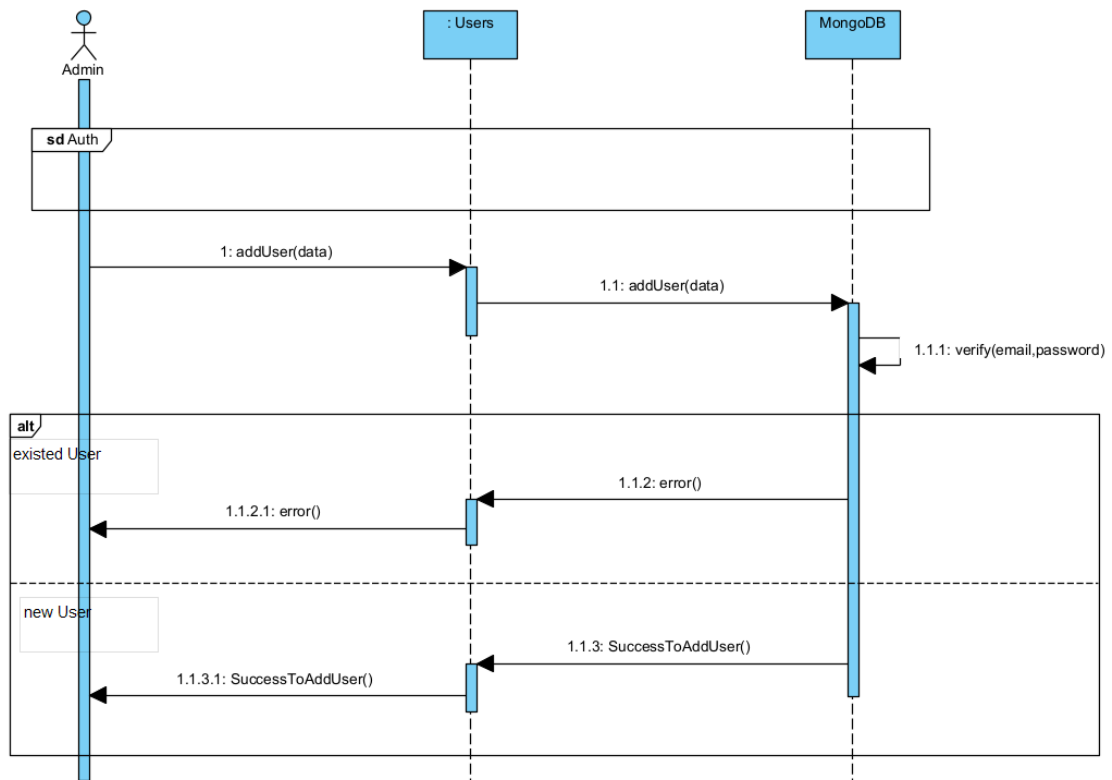 : Users
MongoDB
Admin
sd Auth
1: addUser(data)
1.1: addUser(data)
1.1.1: verify(email,password)
alt
existed User
1.1.2: error()
1.1.2.1: error()
new User
1.1.3: SuccessToAddUser()
1.1.3.1: SuccessToAddUser()